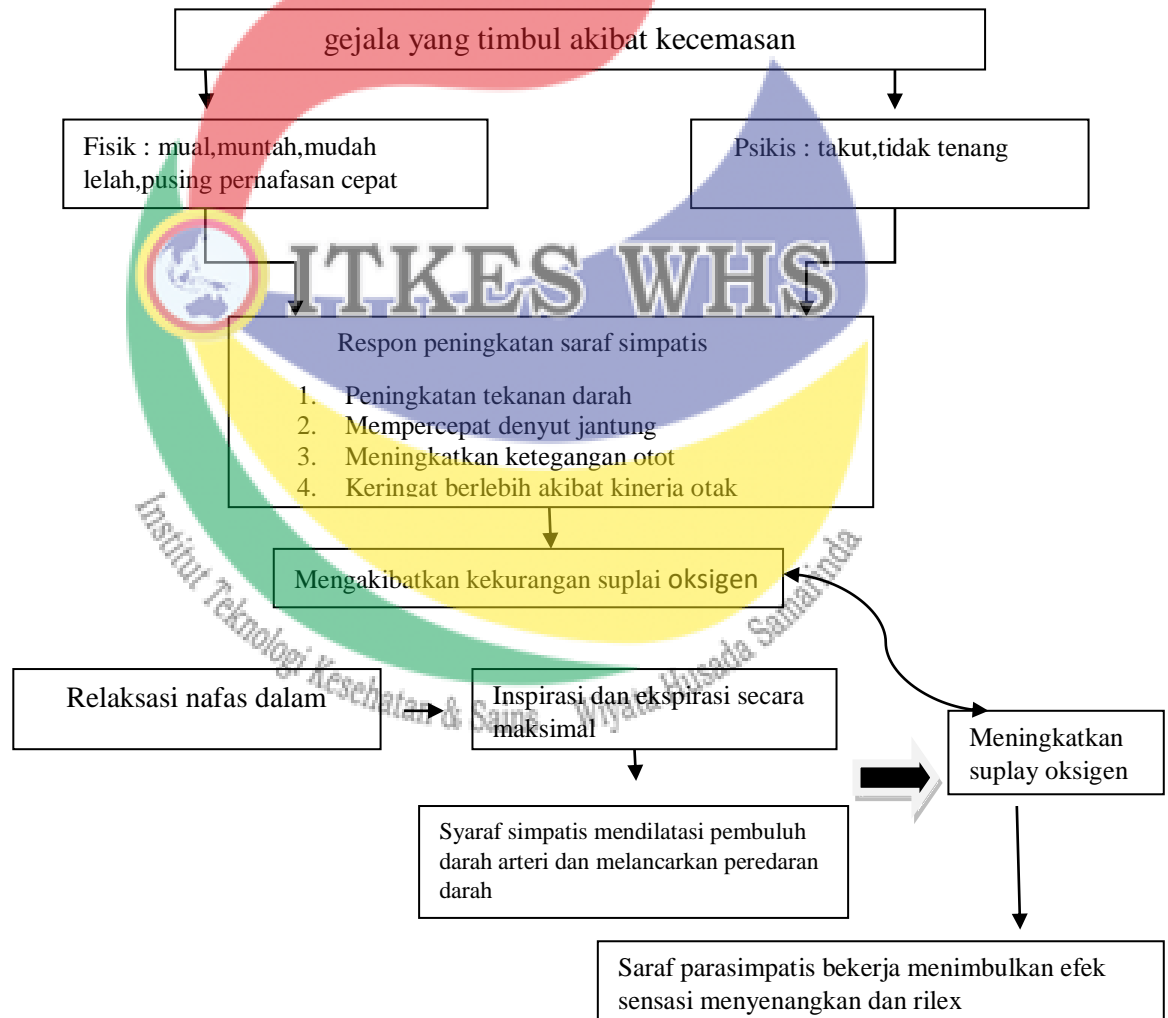 gejala yang timbul akibat kecemasan
Fisik : mual,muntah,mudah
lelah,pusing pernafasan cepat
Psikis : takut,tidak tenang
ITKES WHS
Respon peningkatan saraf simpatis
1. Peningkatan tekanan darah
2. Mempercepat denyut jantung
3. Meningkatkan ketegangan otot
4. Keringat berlebih akibat kinerja otak
Mengakibatkan kekurangan suplai oksigen
Institut Teknologi Kesehatan & Sains Wiyata Husada Samarinda
Relaksasi nafas dalam
Inspirasi dan ekspirasi secara
maksimal
Meningkatkan
suplay oksigen
Syaraf simpatis mendilatasi pembuluh
darah arteri dan melancarkan peredaran
darah
Saraf parasimpatis bekerja menimbulkan efek
sensasi menyenangkan dan rilex